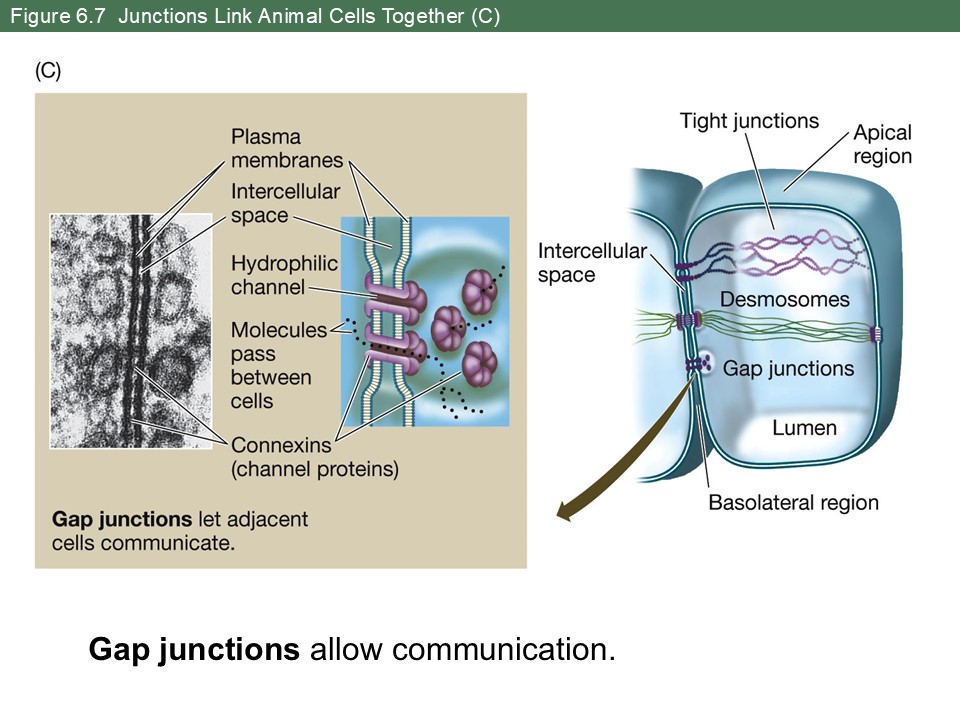 Figure 6.7  Junctions Link Animal Cells Together (C)
(C)
Plasma
membranes
Intercellular
space
Hydrophilic
channel
Molecules
pass
between
cells
Connexins
(channel proteins)
Gap junctions let adjacent
cells communicate.
Tight junctions
Apical
region
Intercellular
space
Desmosomes
Gap junctions
Lumen
Basolateral region
Gap junctions allow communication.